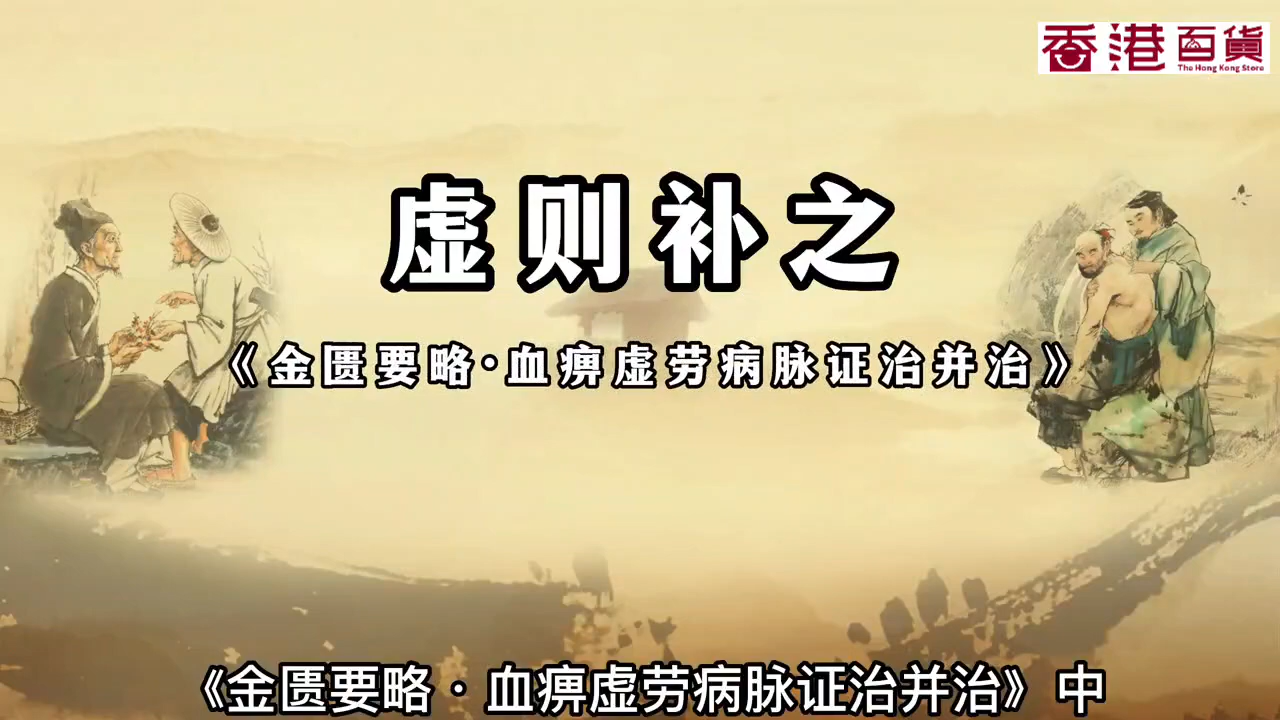 香港百貨
The Hong Kong Store
虚则补之
《金匮要略·血痹虚劳病脉证治并治》
《金匮要略·血痹虚劳病脉证治并治》中